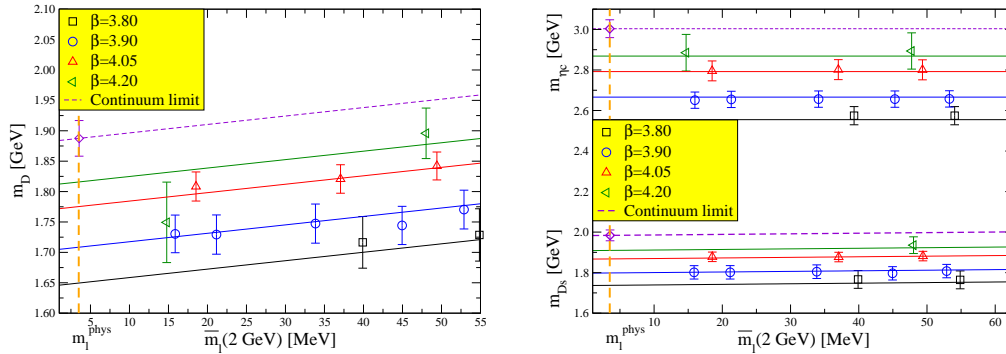 2.10
2.05
2.00
1.95
1.90
1.85
1.80
1.75
1.70
1.65
1.60
m_D [GeV]
β=3.80
β=3.90
β=4.05
β=4.20
Continuum limit
5 10 15 20 25 30 35 40 45 50 55
m_l^phys
m̅_l(2 GeV) [MeV]
3.0
2.8
2.6
2.4
2.2
2.0
1.8
1.6
m_ηc [GeV]
m_Ds [GeV]
β=3.80
β=3.90
β=4.05
β=4.20
Continuum limit
10 20 30 40 50 60
m_l^phys
m̅_l(2 GeV) [MeV]